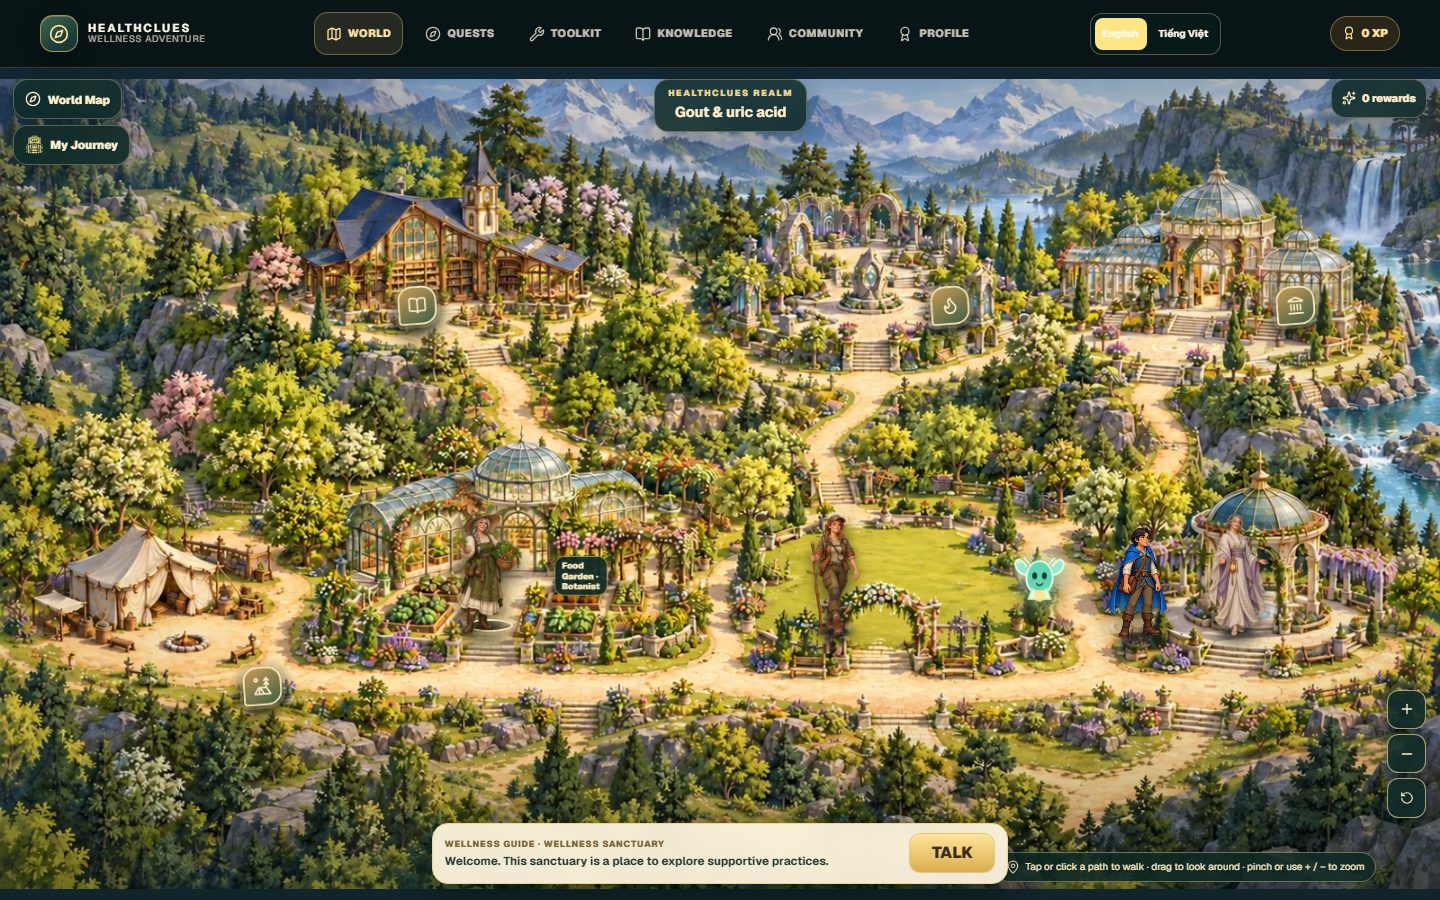 HEALTHCLUES
WELLNESS ADVENTURE
WORLD
QUESTS
TOOLKIT
KNOWLEDGE
COMMUNITY
PROFILE
English
Tiếng Việt
0 XP
World Map
My Journey
HEALTHCLUES REALM
Gout & uric acid
0 rewards
Food
Garden ·
Botanist
WELLNESS GUIDE · WELLNESS SANCTUARY
Welcome. This sanctuary is a place to explore supportive practices.
TALK
Tap or click a path to walk · drag to look around · pinch or use + / − to zoom